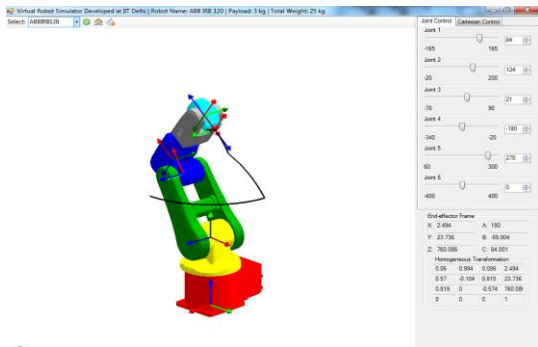 Virtual Robot Simulator Developed at IIT Delhi | Robot Name: ABB IRB 120 | Payload: 3 kg | Total Weight: 25 kg
Select: ABBIRB120
Joint Control Cartesian Control
Joint 1
84
-165 165
Joint 2
124
-20 200
Joint 3
21
-70 90
Joint 4
-180
-340 -20
Joint 5
270
60 300
Joint 6
0
-400 400
End-effector Frame
X: 2.494 A: 180
Y: 23.736 B: -55.004
Z: 760.086 C: 84.001
Homogeneous Transformation
0.06 0.994 0.086 2.494
0.57 -0.104 0.815 23.736
0.819 0 -0.574 760.086
0 0 0 1